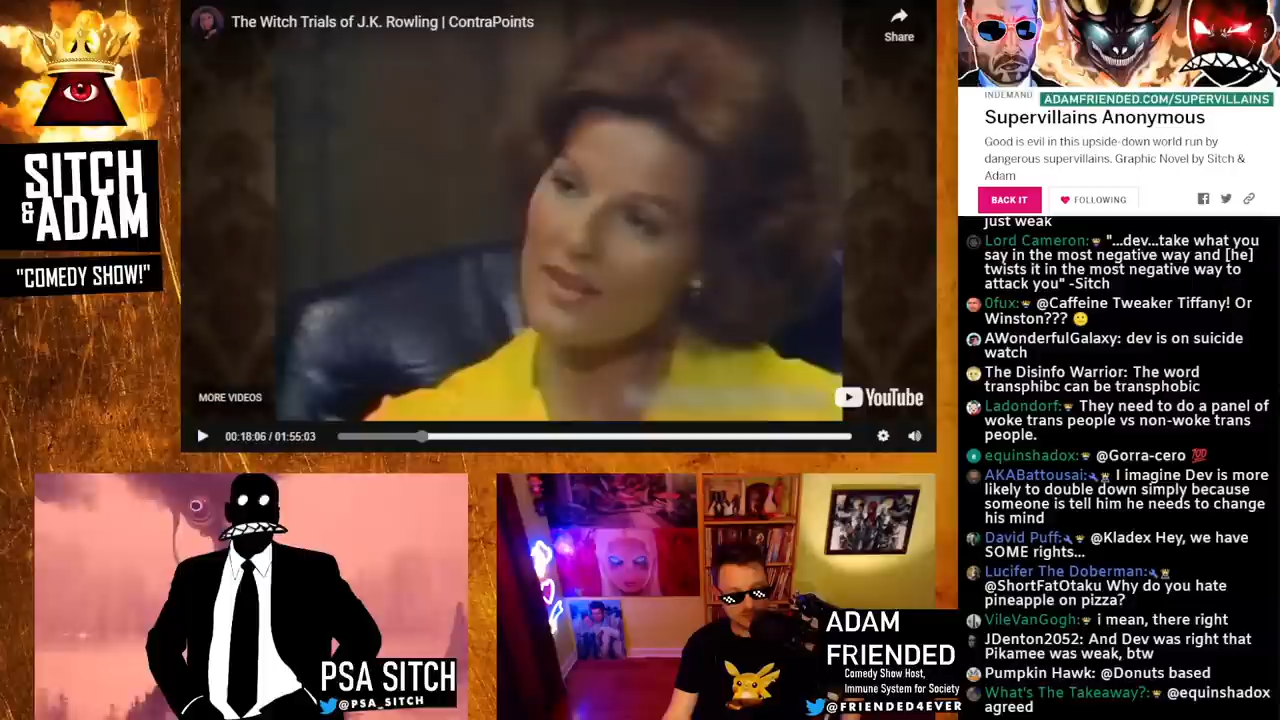 The Witch Trials of J.K. Rowling | ContraPoints
Share
MORE VIDEOS
YouTube
00:18:06 / 01:55:03
SITCH
& ADAM
"COMEDY SHOW!"
INDEMAND
ADAMFRIENDED.COM/SUPERVILLAINS
Supervillains Anonymous
Good is evil in this upside-down world run by
dangerous supervillains. Graphic Novel by Sitch &
Adam
BACK IT
FOLLOWING
just weak
Lord Cameron: "...dev...take what you
say in the most negative way and [he]
twists it in the most negative way to
attack you" -Sitch
0fux: @Caffeine Tweaker Tiffany! Or
Winston???
AWonderfulGalaxy: dev is on suicide
watch
The Disinfo Warrior: The word
transphibc can be transphobic
Ladondorf: They need to do a panel of
woke trans people vs non-woke trans
people.
equinshadox: @Gorra-cero 💯
AKABattousai: I imagine Dev is more
likely to double down simply because
someone is tell him he needs to change
his mind
David Puff: @Kladex Hey, we have
SOME rights...
Lucifer The Doberman:
@ShortFatOtaku Why do you hate
pineapple on pizza?
VileVanGogh: i mean, there right
JDenton2052: And Dev was right that
Pikamee was weak, btw
Pumpkin Hawk: @Donuts based
What's The Takeaway?: @equinshadox
agreed
PSA SITCH
@PSA_SITCH
ADAM
FRIENDED
Comedy Show Host,
Immune System for Society
@FRIENDED4EVER